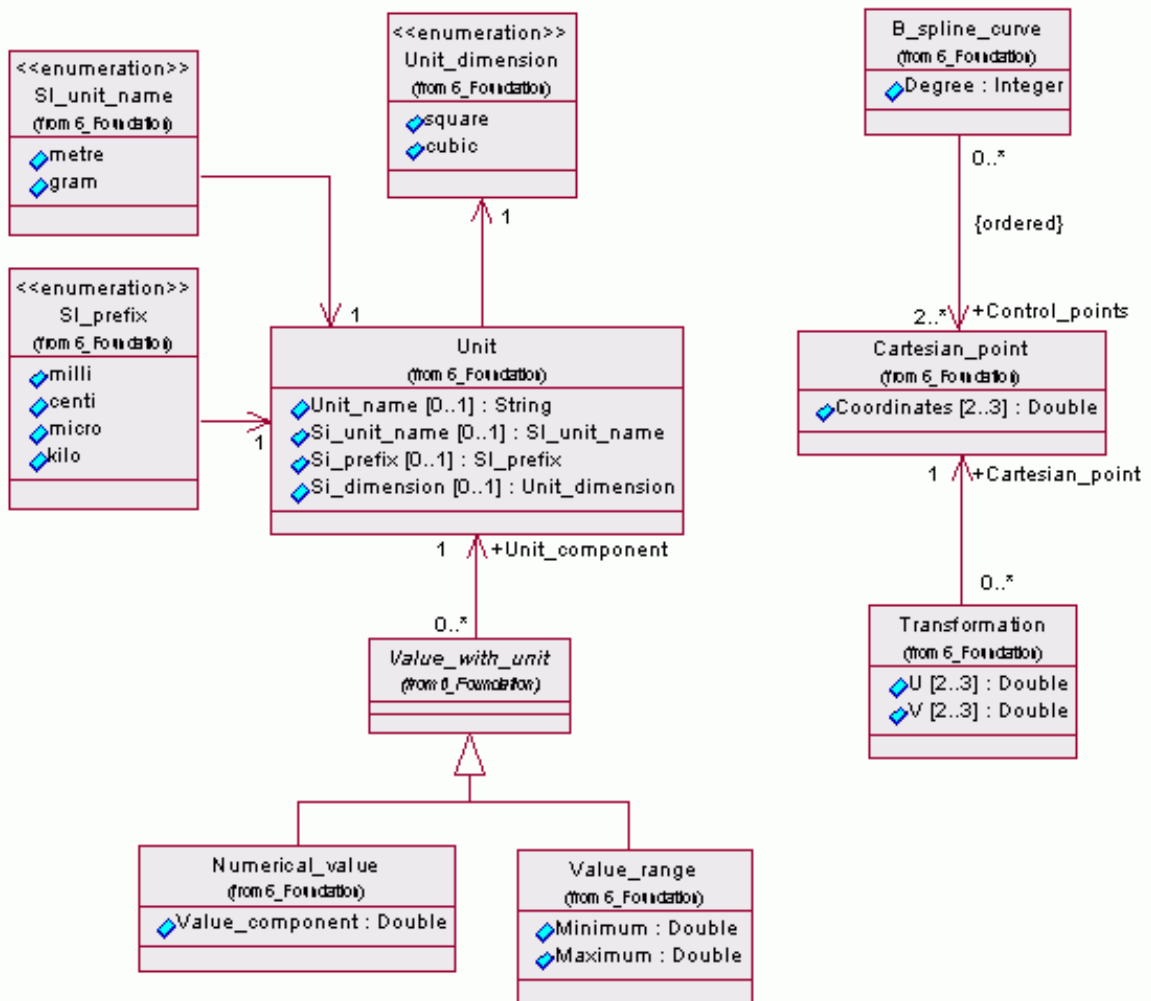 <<enumeration>>
SI_unit_name
(from 6_Foundation)
metre
gram
<<enumeration>>
Unit_dimension
(from 6_Foundation)
square
cubic
1
B_spline_curve
(from 6_Foundation)
Degree : Integer
0..*
{ordered}
2..*
+Control_points
<<enumeration>>
SI_prefix
(from 6_Foundation)
milli
centi
micro
kilo
1
1
Unit
(from 6_Foundation)
Unit_name [0..1] : String
Si_unit_name [0..1] : SI_unit_name
Si_prefix [0..1] : SI_prefix
Si_dimension [0..1] : Unit_dimension
1
+Unit_component
0..*
Cartesian_point
(from 6_Foundation)
Coordinates [2..3] : Double
1
+Cartesian_point
0..*
Transformation
(from 6_Foundation)
U [2..3] : Double
V [2..3] : Double
Value_with_unit
(from 6_Foundation)
Numerical_value
(from 6_Foundation)
Value_component : Double
Value_range
(from 6_Foundation)
Minimum : Double
Maximum : Double